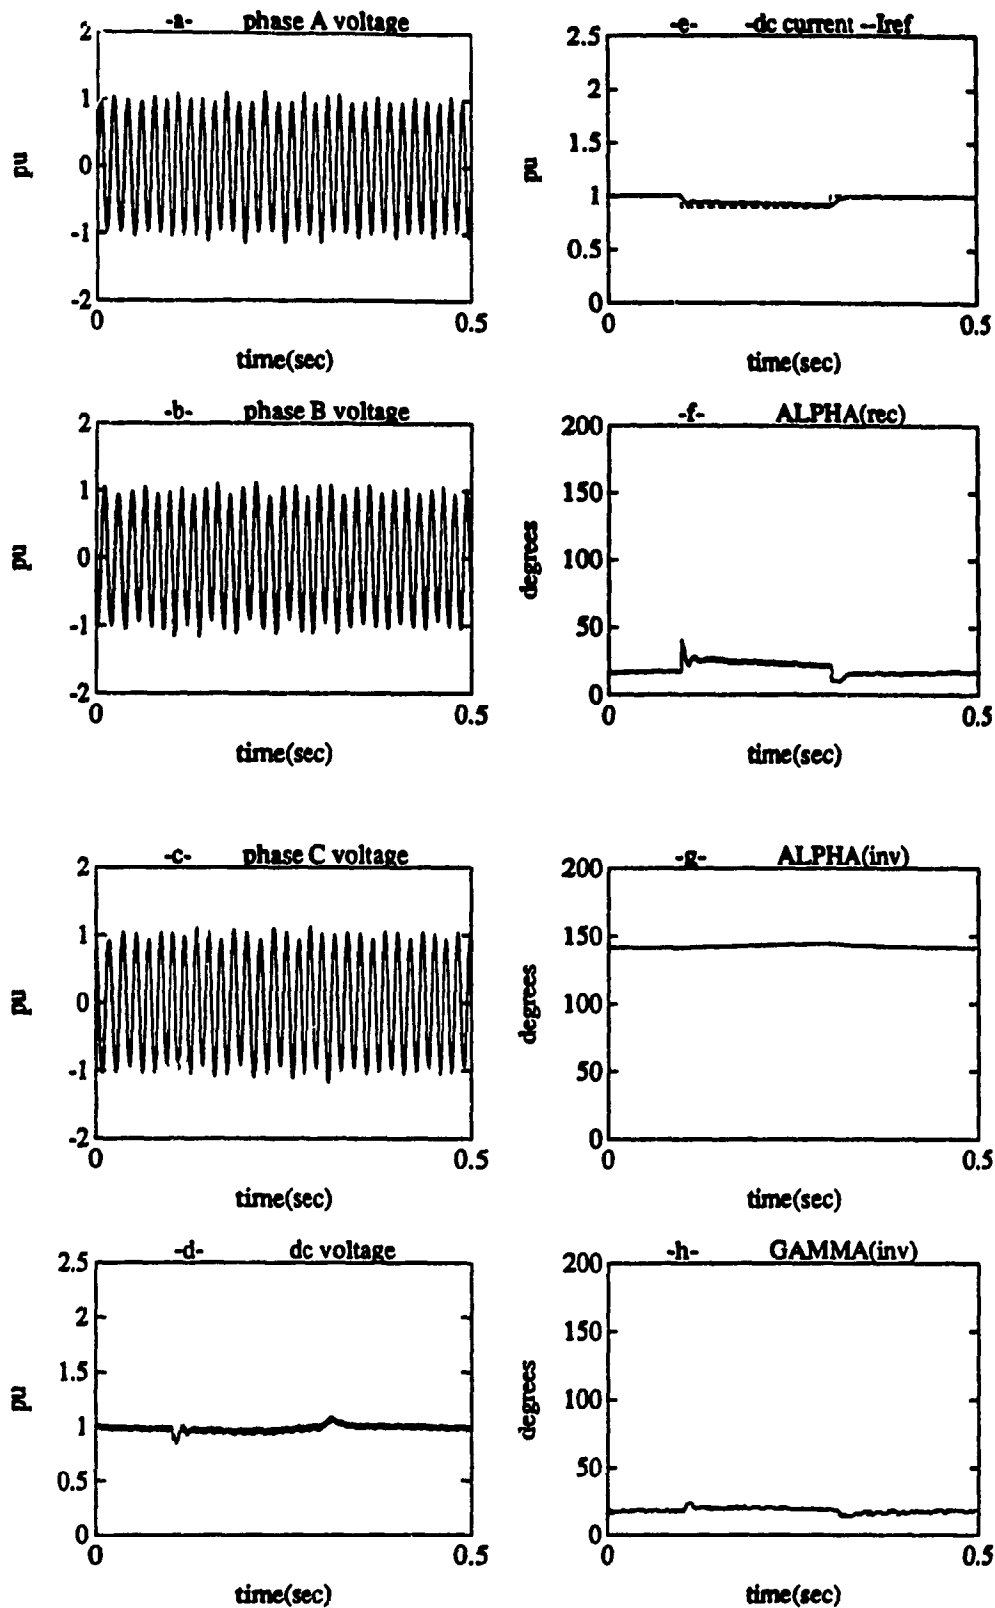 -a- phase A voltage
2
1
0
-1
-2
pu
0
0.5
time(sec)
-e- -dc current --Iref
2.5
2
1.5
1
0.5
0
pu
0
0.5
time(sec)
-b- phase B voltage
2
1
0
-1
-2
pu
0
0.5
time(sec)
-f- ALPHA(rec)
200
150
100
50
0
degrees
0
0.5
time(sec)
-c- phase C voltage
2
1
0
-1
-2
pu
0
0.5
time(sec)
-g- ALPHA(inv)
200
150
100
50
0
degrees
0
0.5
time(sec)
-d- dc voltage
2.5
2
1.5
1
0.5
0
pu
0
0.5
time(sec)
-h- GAMMA(inv)
200
150
100
50
0
degrees
0
0.5
time(sec)